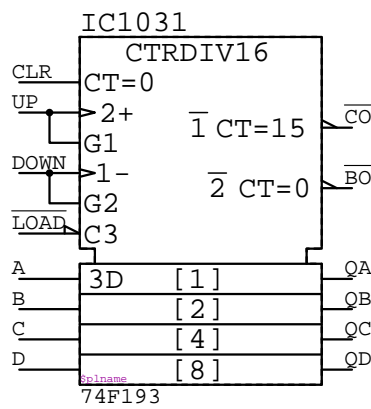 IC1031
CTRDIV16
CLR CT=0
UP 2+ 1 CT=15 CO
G1
DOWN 1- 2 CT=0 BO
G2
LOAD C3
A 3D [1] QA
B [2] QB
C [4] QC
D [8] QD
$plname
74F193